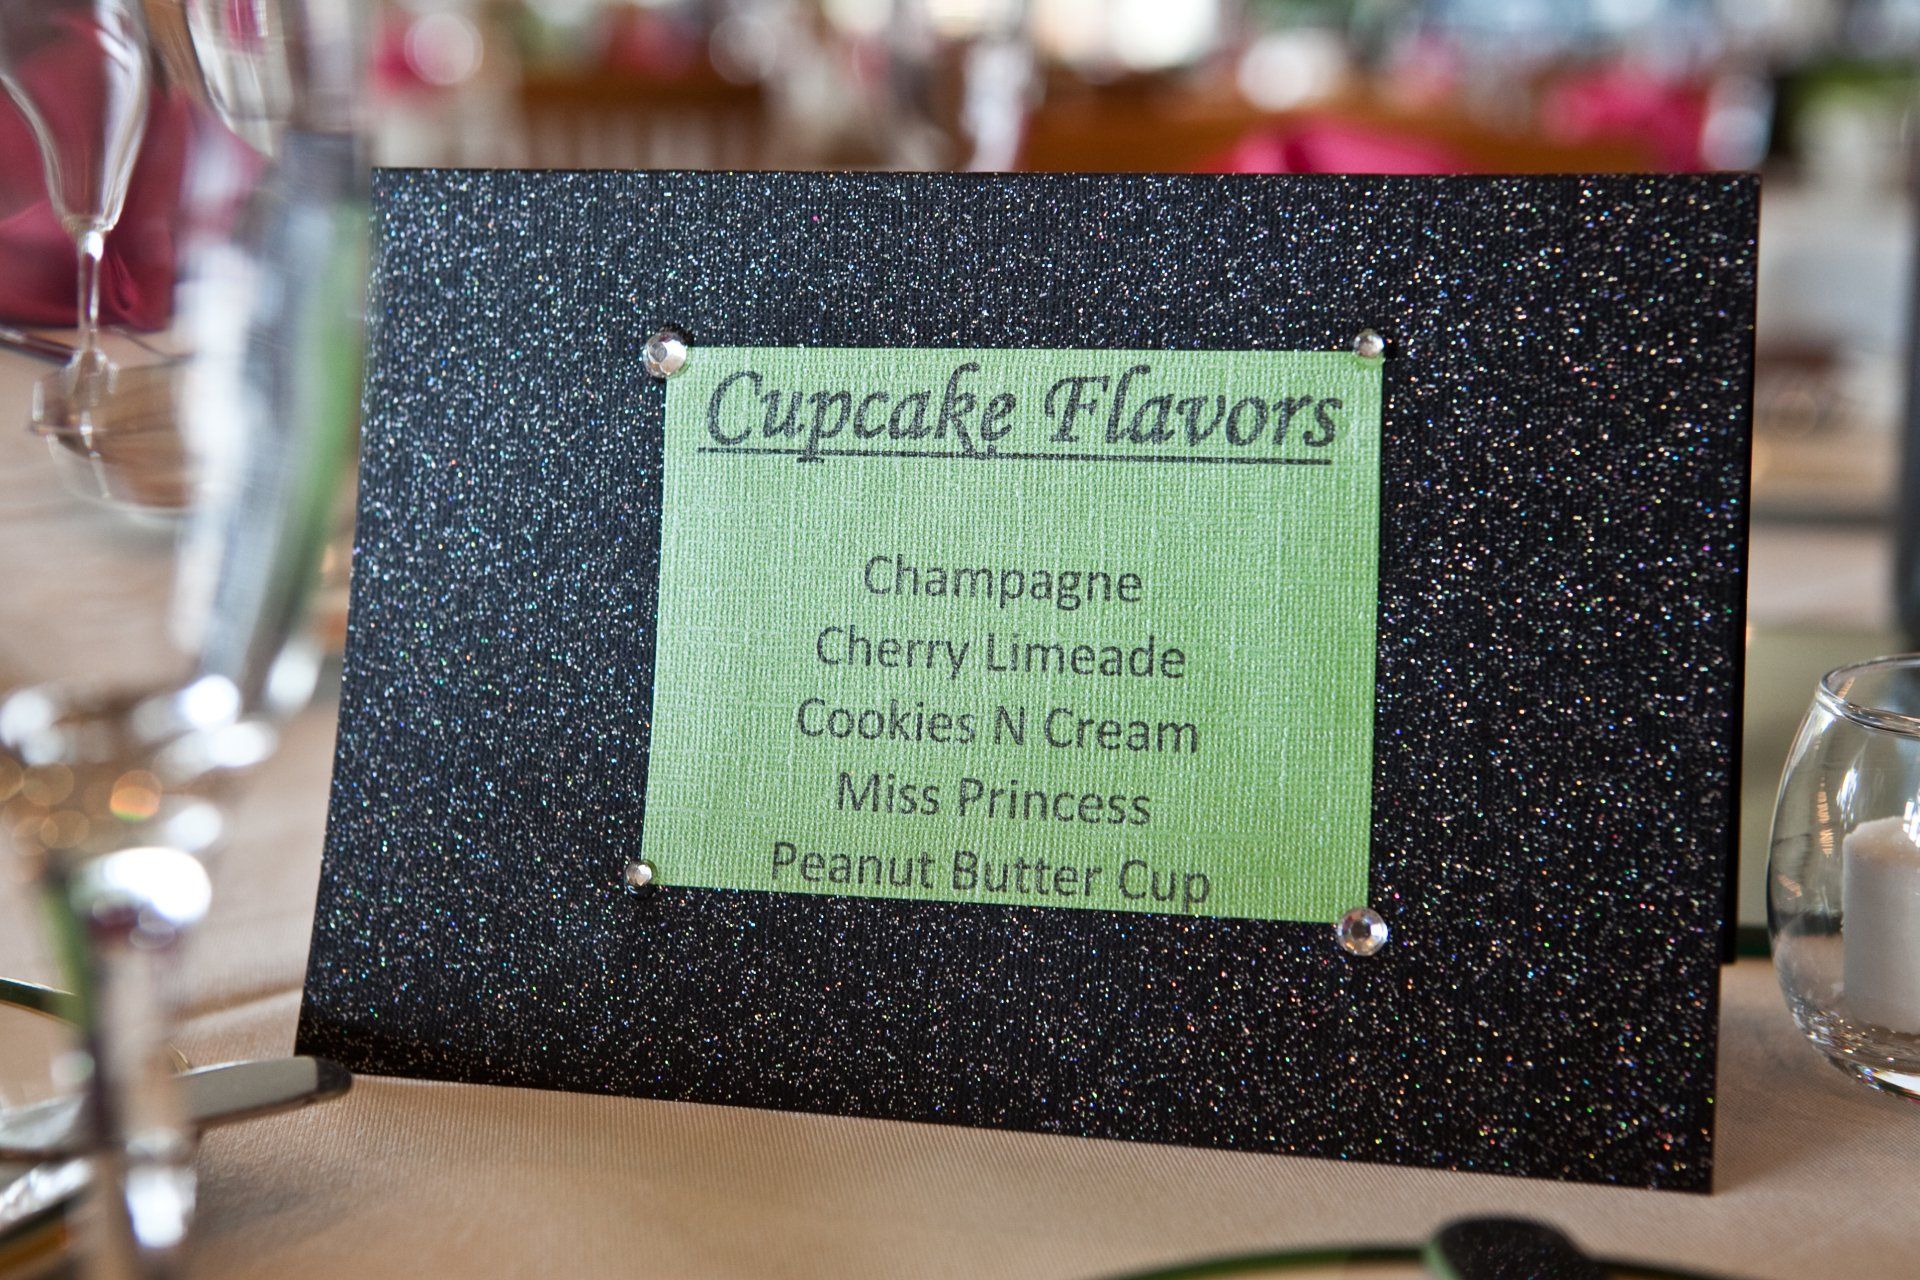 Cupcake Flavors
Champagne
Cherry Limeade
Cookies N Cream
Miss Princess
Peanut Butter Cup